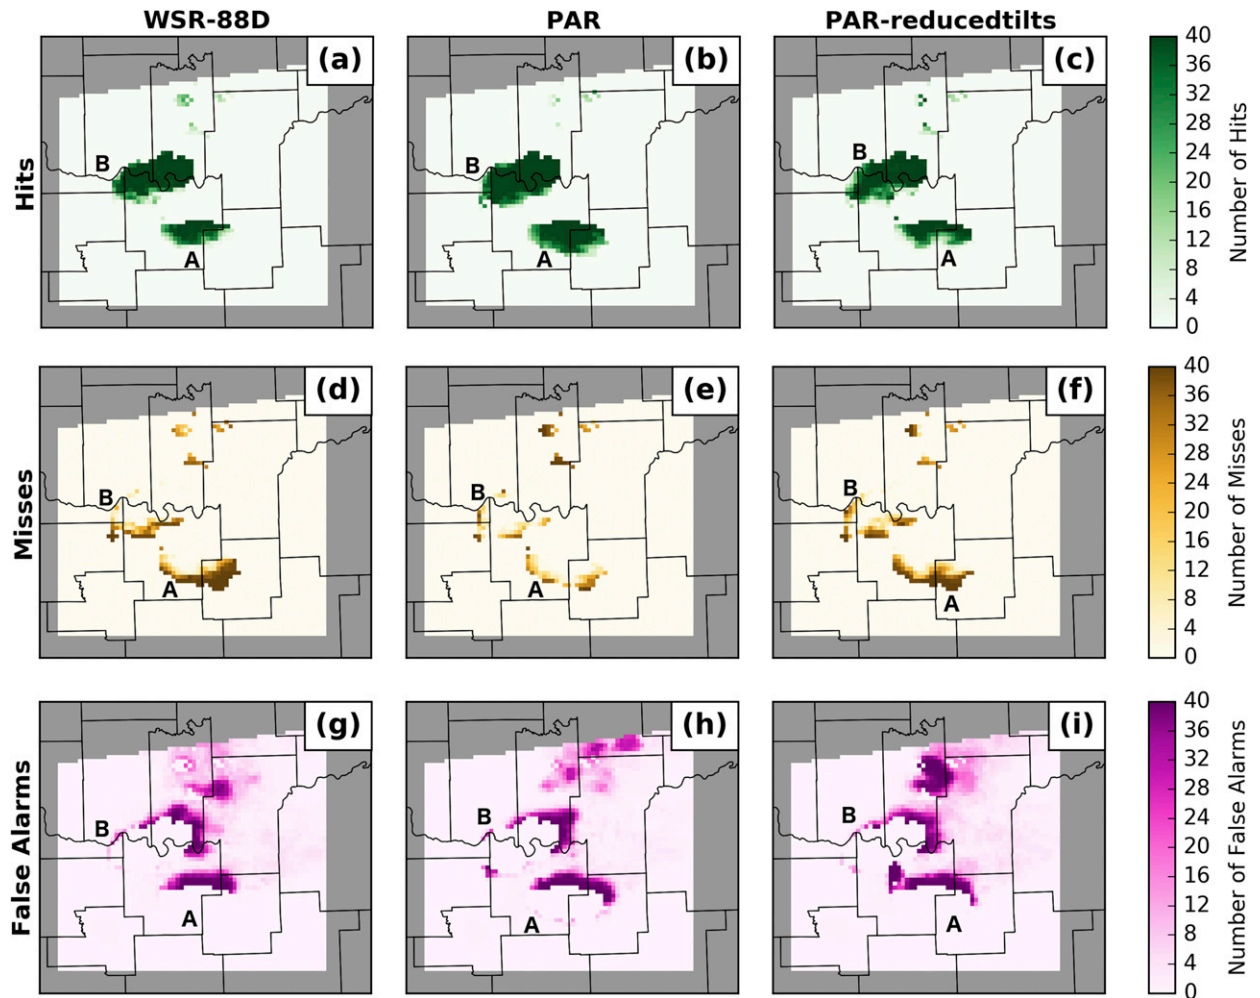 WSR-88D PAR PAR-reducedtilts
Hits
(a) (b) (c)
B B B
A A A
40
36
32
28
24
20
16
12
8
4
0
Number of Hits
Misses
(d) (e) (f)
B B B
A A A
40
36
32
28
24
20
16
12
8
4
0
Number of Misses
False Alarms
(g) (h) (i)
B B B
A A A
40
36
32
28
24
20
16
12
8
4
0
Number of False Alarms